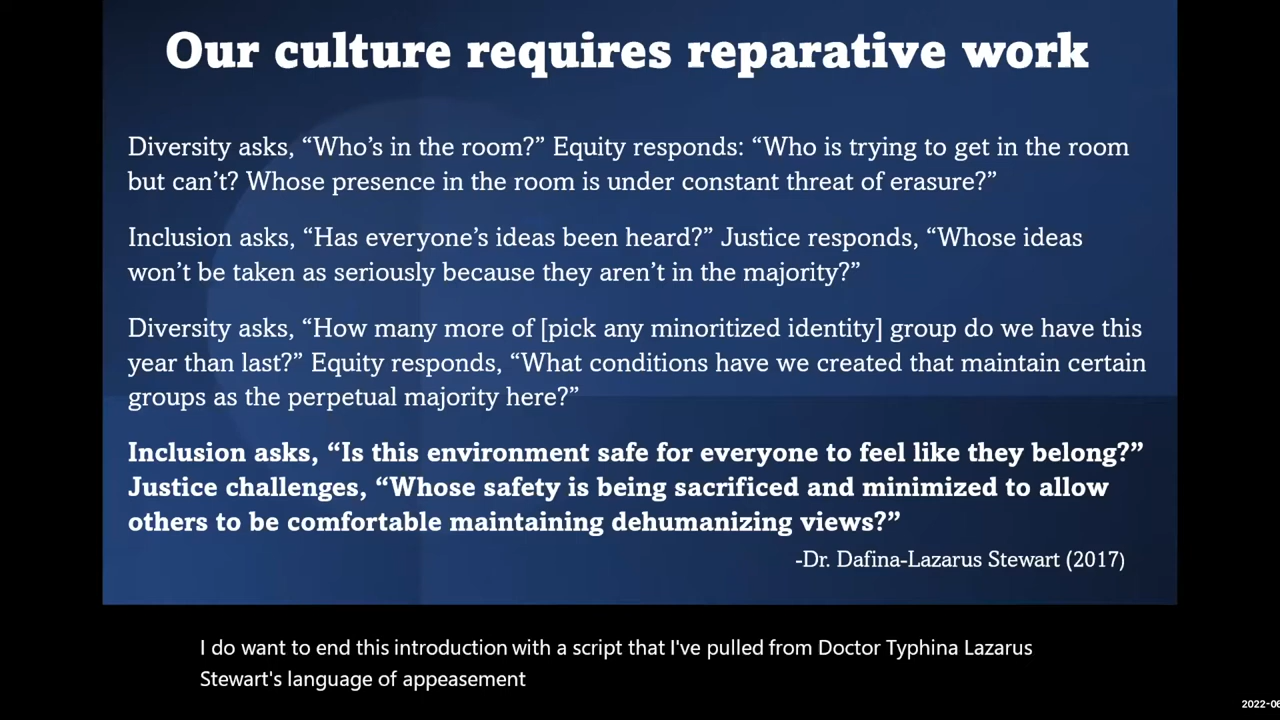 Our culture requires reparative work
Diversity asks, “Who’s in the room?” Equity responds: “Who is trying to get in the room
but can’t? Whose presence in the room is under constant threat of erasure?”
Inclusion asks, “Has everyone’s ideas been heard?” Justice responds, “Whose ideas
won’t be taken as seriously because they aren’t in the majority?”
Diversity asks, “How many more of [pick any minoritized identity] group do we have this
year than last?” Equity responds, “What conditions have we created that maintain certain
groups as the perpetual majority here?”
Inclusion asks, “Is this environment safe for everyone to feel like they belong?”
Justice challenges, “Whose safety is being sacrificed and minimized to allow
others to be comfortable maintaining dehumanizing views?”
-Dr. Dafina-Lazarus Stewart (2017)
I do want to end this introduction with a script that I've pulled from Doctor Typhina Lazarus
Stewart's language of appeasement